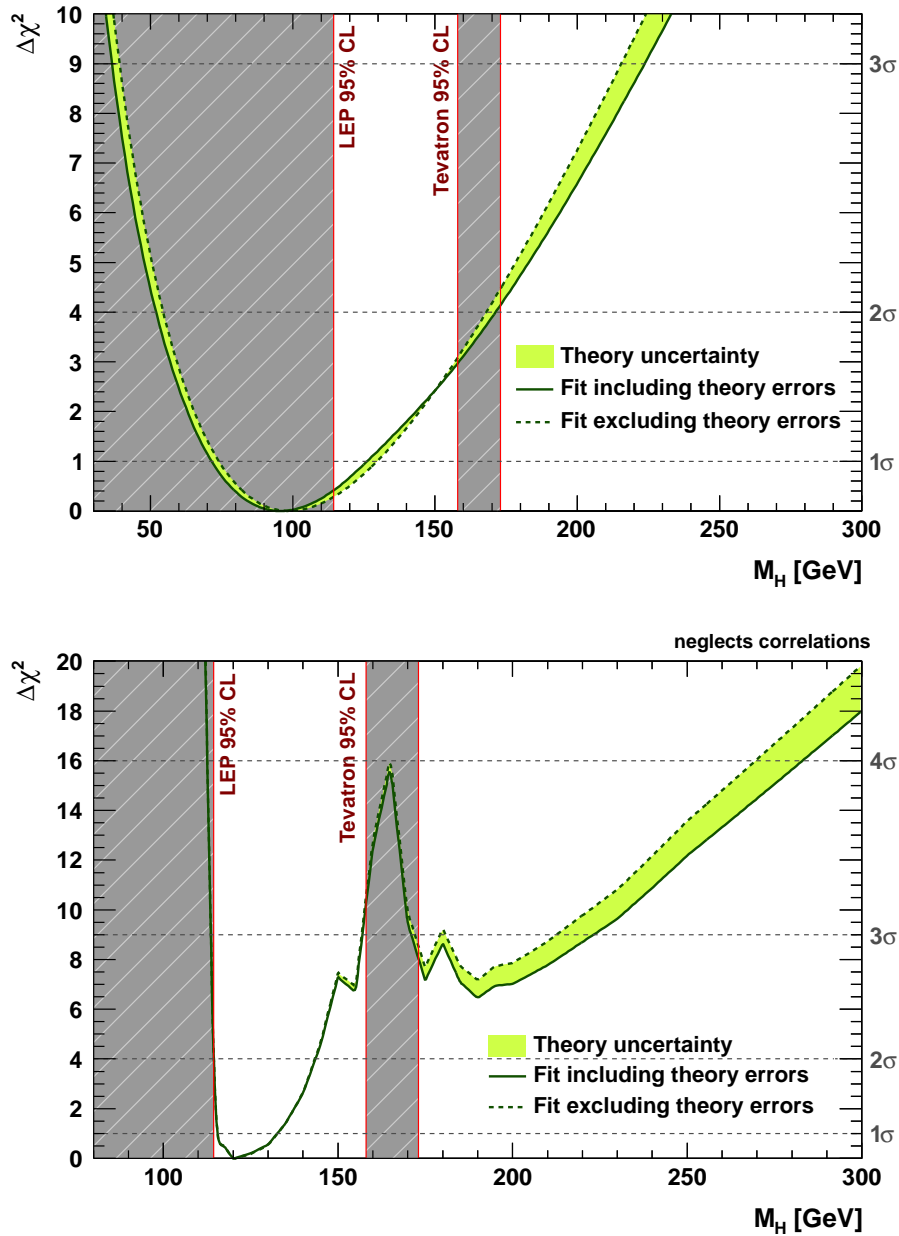 Δχ²
10
9
8
7
6
5
4
3
2
1
0
LEP 95% CL
Tevatron 95% CL
3σ
2σ
1σ
Theory uncertainty
Fit including theory errors
Fit excluding theory errors
50 100 150 200 250 300
M_H [GeV]
neglects correlations
Δχ²
20
18
16
14
12
10
8
6
4
2
0
LEP 95% CL
Tevatron 95% CL
4σ
3σ
2σ
1σ
Theory uncertainty
Fit including theory errors
Fit excluding theory errors
100 150 200 250 300
M_H [GeV]